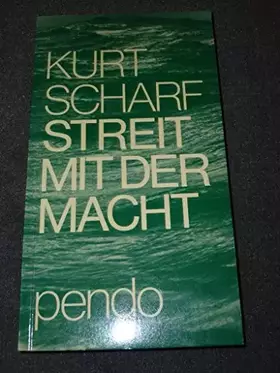 KURT
SCHARF
STREIT
MIT DER
MACHT
pendo